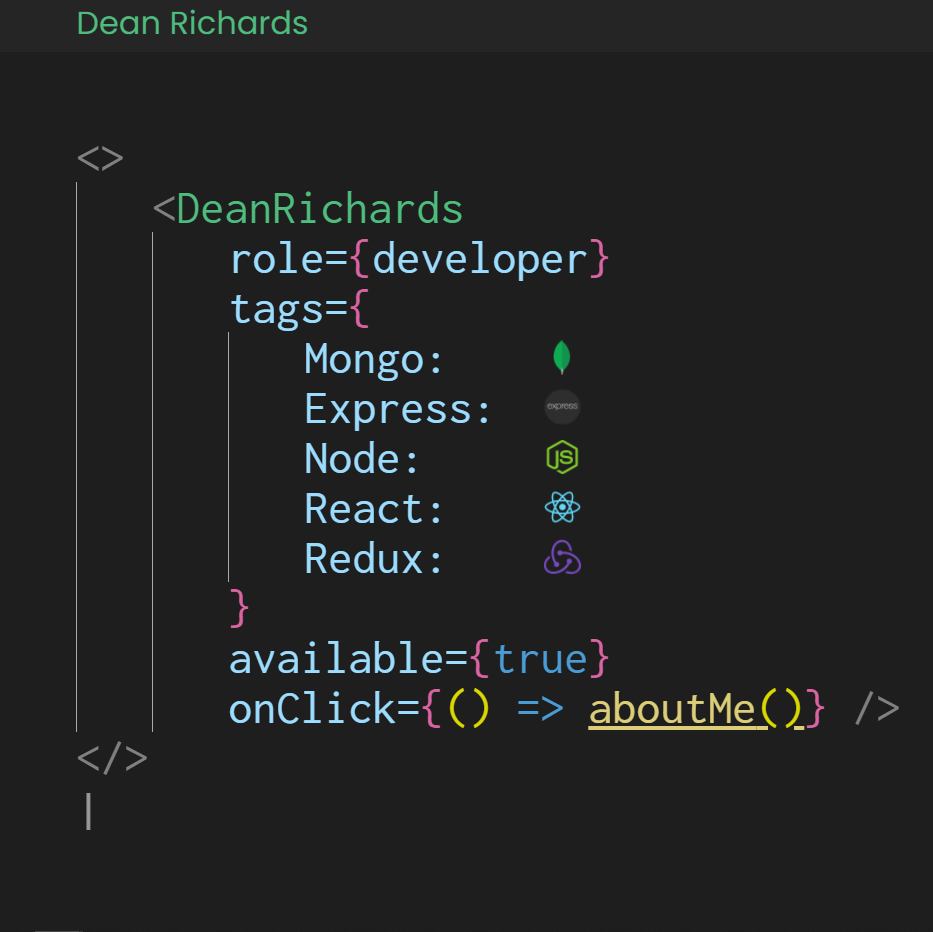 Dean Richards
<>
<DeanRichards
role={developer}
tags={
Mongo:
Express: express
Node: JS
React:
Redux:
}
available={true}
onClick={() => aboutMe()} />
</>
|